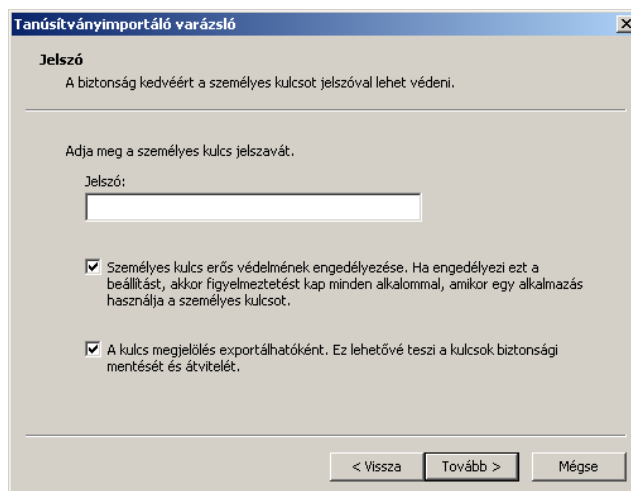 Tanúsítványimportáló varázsló
Jelszó
A biztonság kedvéért a személyes kulcsot jelszóval lehet védeni.
Adja meg a személyes kulcs jelszavát.
Jelszó:
Személyes kulcs erős védelmének engedélyezése. Ha engedélyezi ezt a
beállítást, akkor figyelmeztetést kap minden alkalommal, amikor egy alkalmazás
használja a személyes kulcsot.
A kulcs megjelölés exportálhatóként. Ez lehetővé teszi a kulcsok biztonsági
mentését és átvitelét.
< Vissza
Tovább >
Mégse